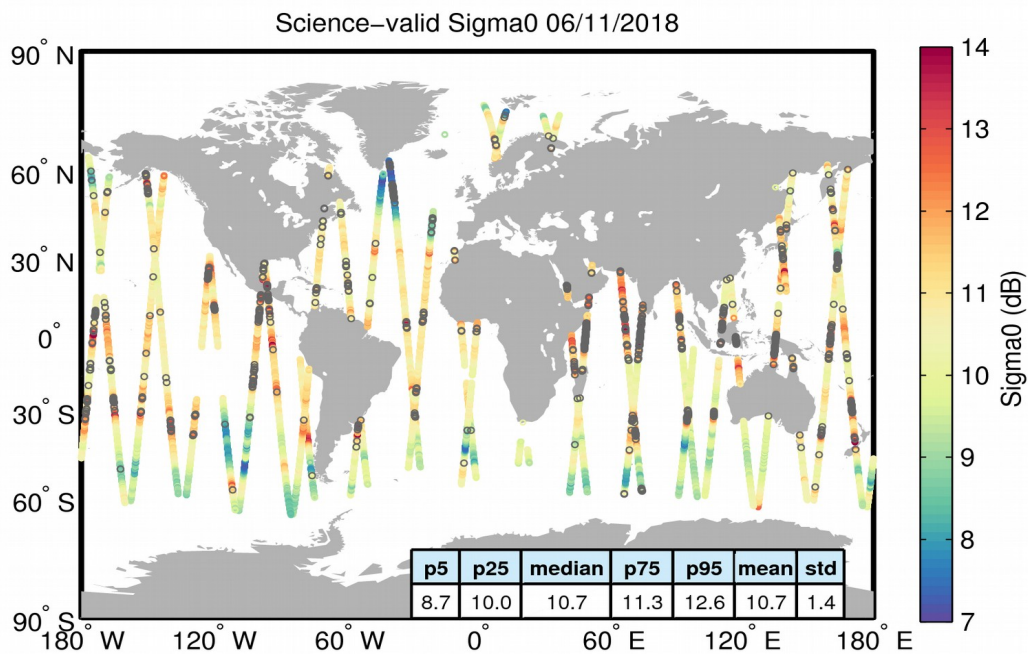 Science−valid Sigma0 06/11/2018
90° N
60° N
30° N
0°
30° S
60° S
90° S
180° W 120° W 60° W 0° 60° E 120° E 180° E
p5 p25 median p75 p95 mean std
8.7 10.0 10.7 11.3 12.6 10.7 1.4
14
13
12
11
10
9
8
7
Sigma0 (dB)